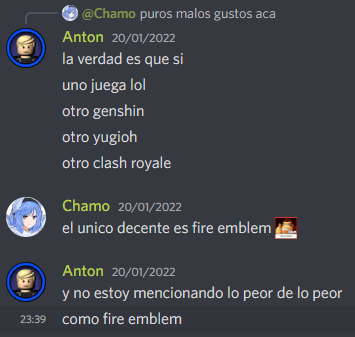 @Chamo puros malos gustos aca
Anton 20/01/2022
la verdad es que si
uno juega lol
otro genshin
otro yugioh
otro clash royale
Chamo 20/01/2022
el unico decente es fire emblem
Anton 20/01/2022
y no estoy mencionando lo peor de lo peor
23:39 como fire emblem